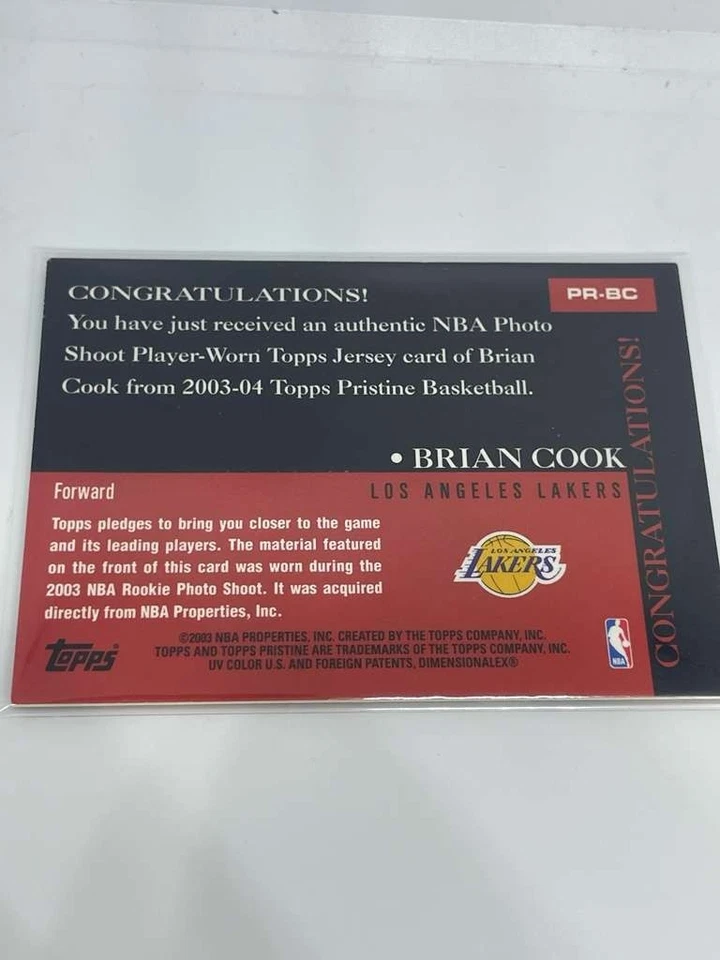 CONGRATULATIONS!
PR-BC
You have just received an authentic NBA Photo
Shoot Player-Worn Topps Jersey card of Brian
Cook from 2003-04 Topps Pristine Basketball.
• BRIAN COOK
LOS ANGELES LAKERS
CONGRATULATIONS!
Forward
Topps pledges to bring you closer to the game
and its leading players. The material featured
on the front of this card was worn during the
2003 NBA Rookie Photo Shoot. It was acquired
directly from NBA Properties, Inc.
LOS ANGELES
LAKERS
topps
©2003 NBA PROPERTIES, INC. CREATED BY THE TOPPS COMPANY, INC.
TOPPS AND TOPPS PRISTINE ARE TRADEMARKS OF THE TOPPS COMPANY, INC.
UV COLOR U.S. AND FOREIGN PATENTS, DIMENSIONALEX®
NBA